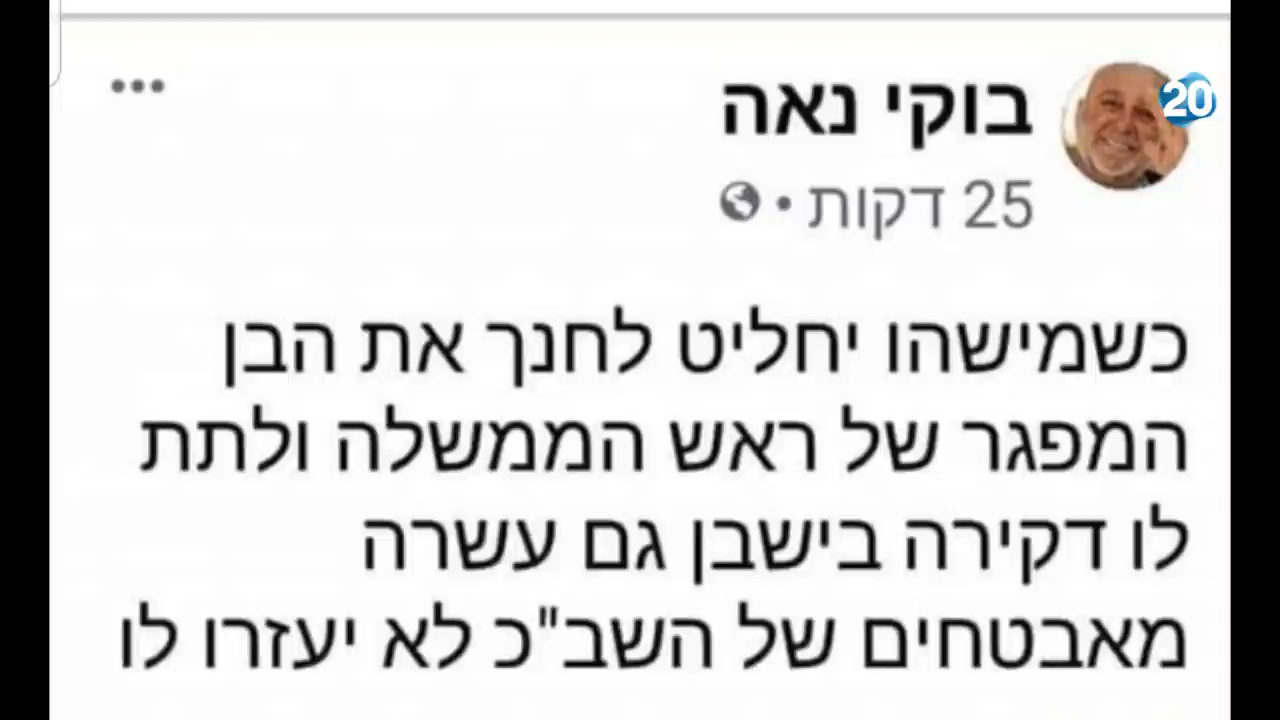 בוקי נאה
20
25 דקות
כשמישהו יחליט לחנך את הבן
המפגר של ראש הממשלה ולתת
לו דקירה בישבן גם עשרה
מאבטחים של השב"כ לא יעזרו לו